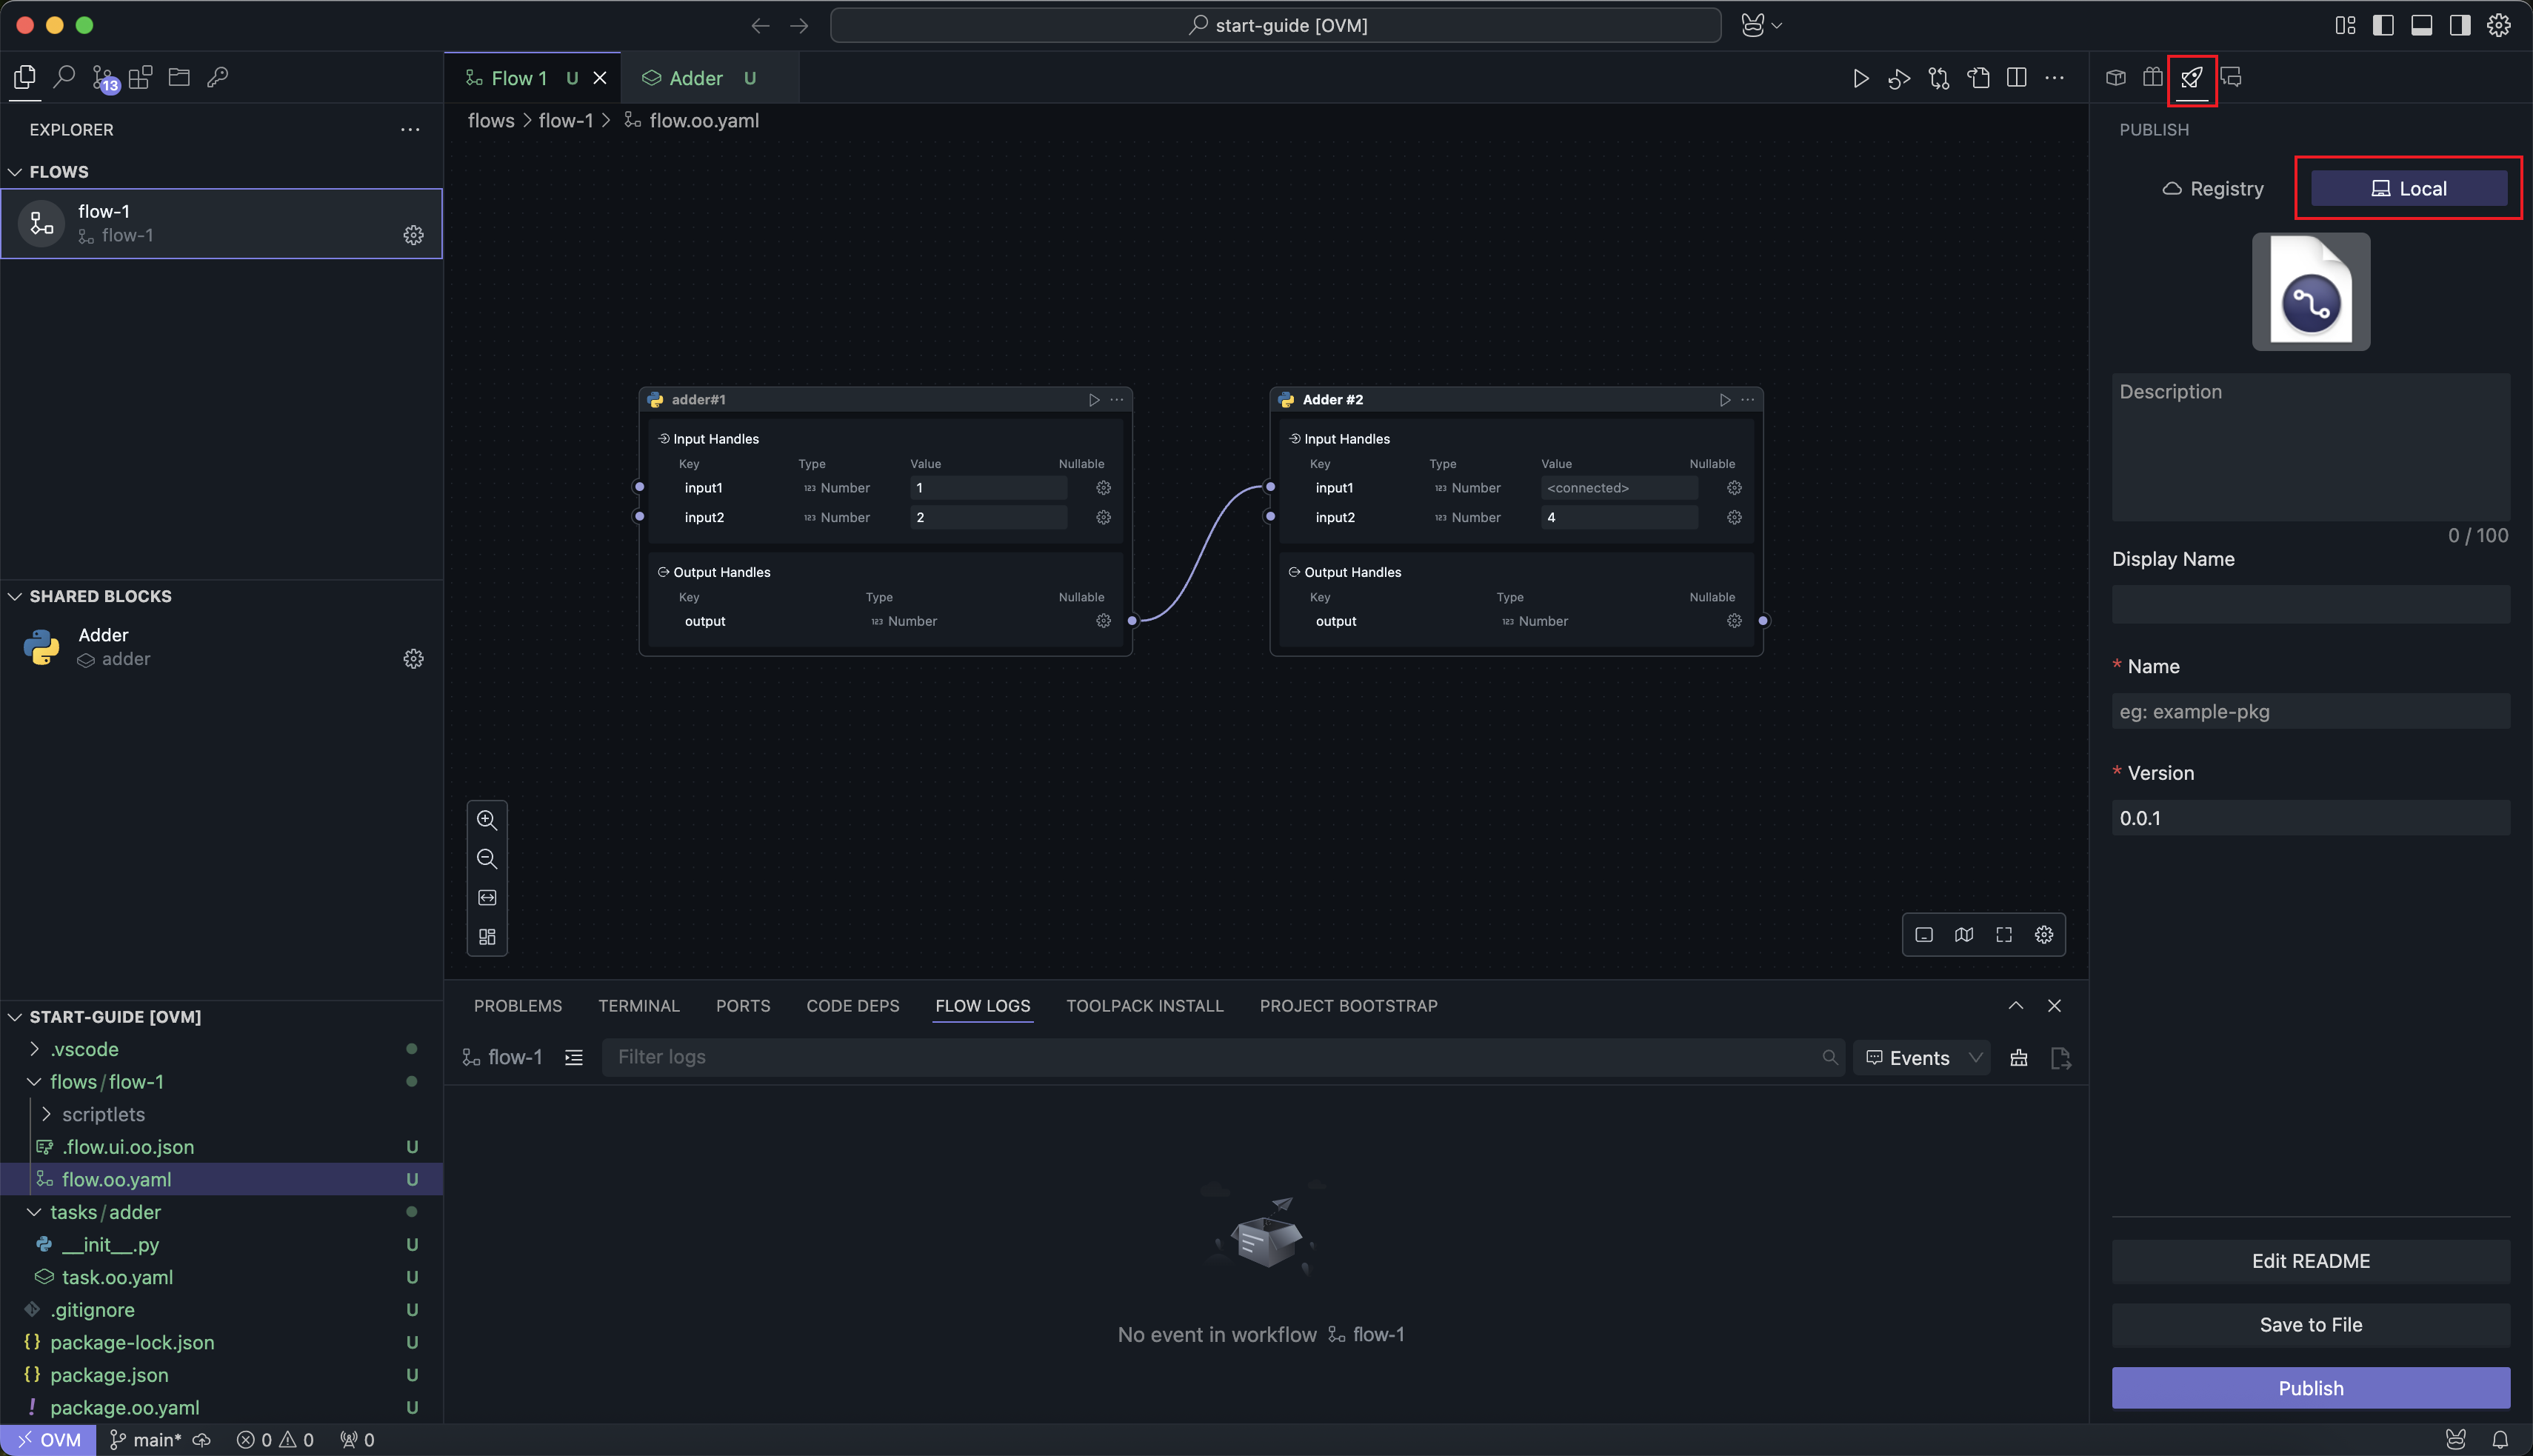 start-guide [OVM]
13
Flow 1 U
Adder U
EXPLORER
flows > flow-1 > flow.oo.yaml
PUBLISH
FLOWS
flow-1
flow-1
Registry
Local
adder#1
Input Handles
Key Type Value Nullable
input1 123 Number 1
input2 123 Number 2
Output Handles
Key Type Nullable
output 123 Number
Adder #2
Input Handles
Key Type Value Nullable
input1 123 Number <connected>
input2 123 Number 4
Output Handles
Key Type Nullable
output 123 Number
Description
0 / 100
Display Name
* Name
eg: example-pkg
* Version
0.0.1
Edit README
Save to File
Publish
SHARED BLOCKS
Adder
adder
START-GUIDE [OVM]
.vscode
flows/flow-1
scriptlets
.flow.ui.oo.json U
flow.oo.yaml U
tasks/adder
__init__.py U
task.oo.yaml U
.gitignore U
{} package-lock.json U
{} package.json U
! package.oo.yaml U
PROBLEMS TERMINAL PORTS CODE DEPS FLOW LOGS TOOLPACK INSTALL PROJECT BOOTSTRAP
flow-1
Filter logs
Events
No event in workflow flow-1
OVM main* 0 0 0